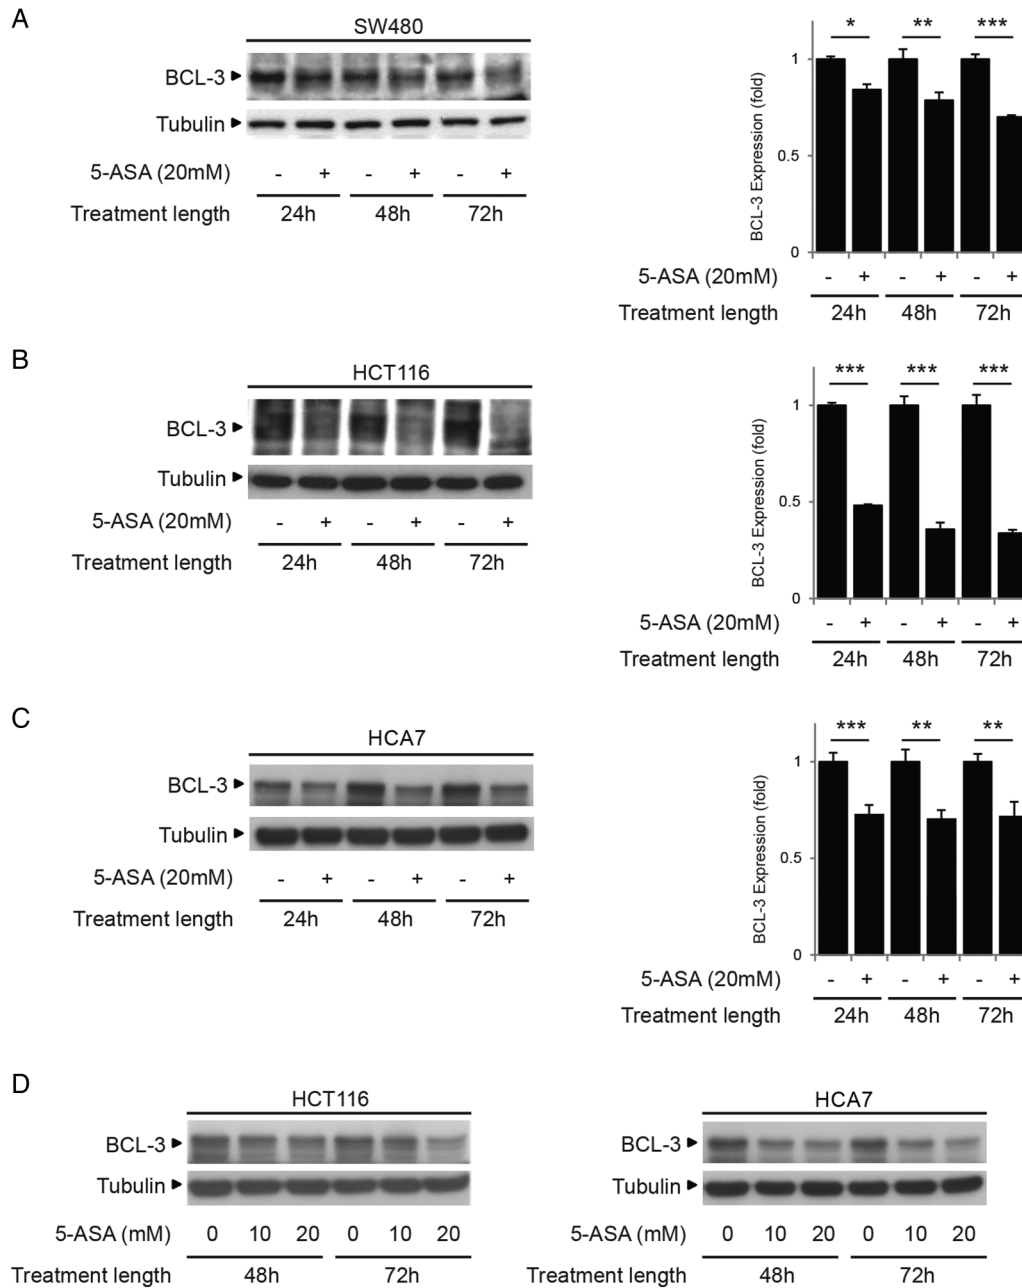 A
SW480
BCL-3
Tubulin
5-ASA (20mM) - + - + - +
Treatment length 24h 48h 72h
* ** ***
1
0.5
0
BCL-3 Expression (fold)
5-ASA (20mM) - + - + - +
Treatment length 24h 48h 72h
B
HCT116
BCL-3
Tubulin
5-ASA (20mM) - + - + - +
Treatment length 24h 48h 72h
*** *** ***
1
0.5
0
BCL-3 Expression (fold)
5-ASA (20mM) - + - + - +
Treatment length 24h 48h 72h
C
HCA7
BCL-3
Tubulin
5-ASA (20mM) - + - + - +
Treatment length 24h 48h 72h
*** ** **
1
0.5
0
BCL-3 Expression (fold)
5-ASA (20mM) - + - + - +
Treatment length 24h 48h 72h
D
HCT116
BCL-3
Tubulin
5-ASA (mM) 0 10 20 0 10 20
Treatment length 48h 72h
HCA7
BCL-3
Tubulin
5-ASA (mM) 0 10 20 0 10 20
Treatment length 48h 72h